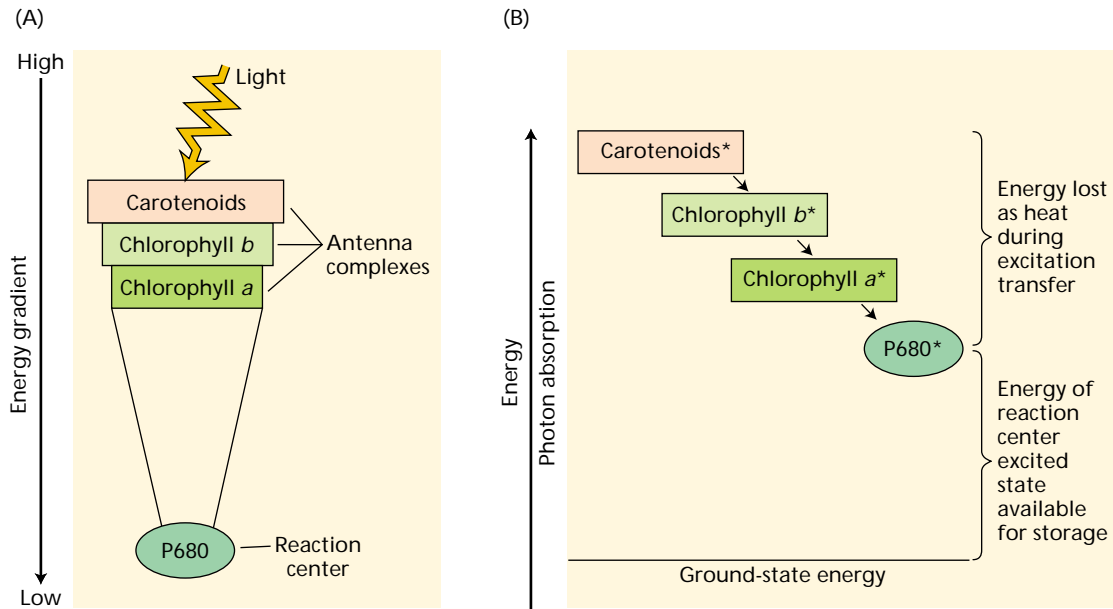 (A)
High
Light
Carotenoids
Chlorophyll b
Chlorophyll a
Antenna
complexes
Energy gradient
P680
Reaction
center
Low
(B)
Carotenoids*
Chlorophyll b*
Chlorophyll a*
P680*
Energy
Photon absorption
Energy lost
as heat
during
excitation
transfer
Energy of
reaction
center
excited
state
available
for storage
Ground-state energy